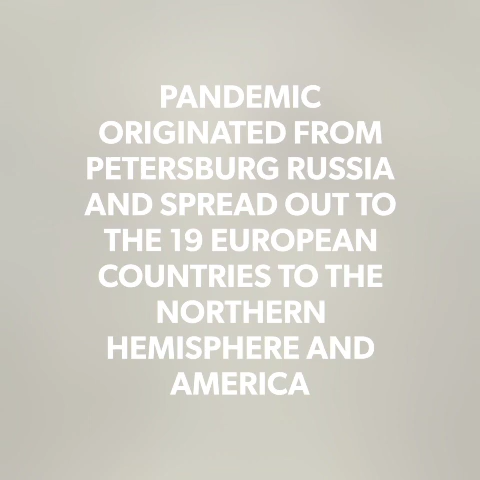 PANDEMIC
ORIGINATED FROM
PETERSBURG RUSSIA
AND SPREAD OUT TO
THE 19 EUROPEAN
COUNTRIES TO THE
NORTHERN
HEMISPHERE AND
AMERICA